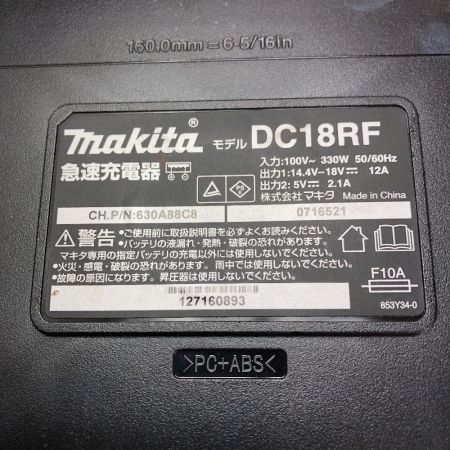 160.0mm=6-5/16in
makita® モデル DC18RF
急速充電器
入力:100V~ 330W 50/60Hz
出力1:14.4V⎓18V⎓ 12A
出力2:5V⎓ 2.1A
株式会社マキタ Made in China
CH.P/N:630A88C8 0716521
警告 ●ご使用前に取扱説明書を必ずよくお読みください。
●バッテリの液漏れ・発熱・破裂の恐れがあります。
マキタ専用の指定バッテリの充電以外には使用しないでください。
●火災・感電・破裂の恐れがあります。雨中では使用しないでください。
●故障の原因になります。昇圧器は使用しないでください。
F10A
127160893
853Y34-0
>PC+ABS<